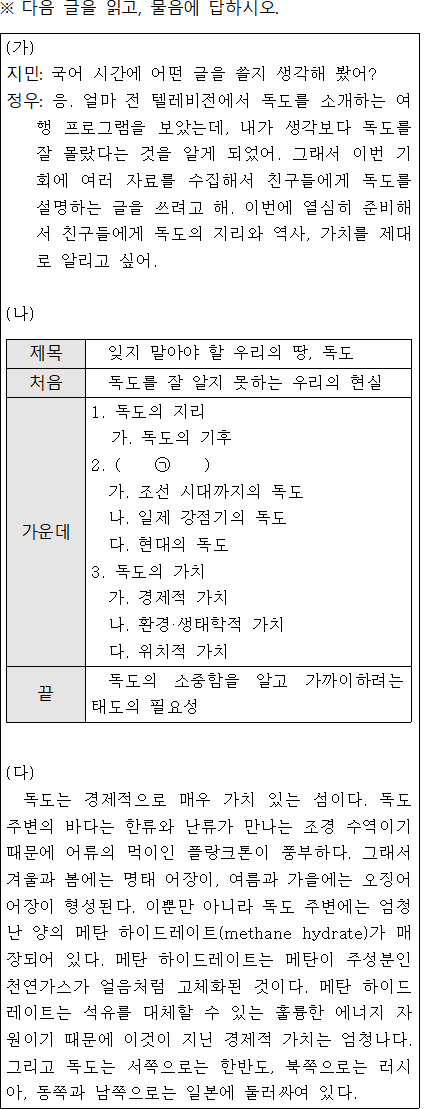 ※ 다음 글을 읽고, 물음에 답하시오.
(가)
지민: 국어 시간에 어떤 글을 쓸지 생각해 봤어?
정우: 응. 얼마 전 텔레비전에서 독도를 소개하는 여
행 프로그램을 보았는데, 내가 생각보다 독도를
잘 몰랐다는 것을 알게 되었어. 그래서 이번 기
회에 여러 자료를 수집해서 친구들에게 독도를
설명하는 글을 쓰려고 해. 이번에 열심히 준비해
서 친구들에게 독도의 지리와 역사, 가치를 제대
로 알리고 싶어.
(나)
제목 잊지 말아야 할 우리의 땅, 독도
처음 독도를 잘 알지 못하는 우리의 현실
가운데
1. 독도의 지리
가. 독도의 기후
2. ( ㉠ )
가. 조선 시대까지의 독도
나. 일제 강점기의 독도
다. 현대의 독도
3. 독도의 가치
가. 경제적 가치
나. 환경·생태학적 가치
다. 위치적 가치
끝
독도의 소중함을 알고 가까이하려는
태도의 필요성
(다)
독도는 경제적으로 매우 가치 있는 섬이다. 독도
주변의 바다는 한류와 난류가 만나는 조경 수역이기
때문에 어류의 먹이인 플랑크톤이 풍부하다. 그래서
겨울과 봄에는 명태 어장이, 여름과 가을에는 오징어
어장이 형성된다. 이뿐만 아니라 독도 주변에는 엄청
난 양의 메탄 하이드레이트(methane hydrate)가 매
장되어 있다. 메탄 하이드레이트는 메탄이 주성분인
천연가스가 얼음처럼 고체화된 것이다. 메탄 하이드
레이트는 석유를 대체할 수 있는 훌륭한 에너지 자
원이기 때문에 이것이 지닌 경제적 가치는 엄청나다.
그리고 독도는 서쪽으로는 한반도, 북쪽으로는 러시
아, 동쪽과 남쪽으로는 일본에 둘러싸여 있다.